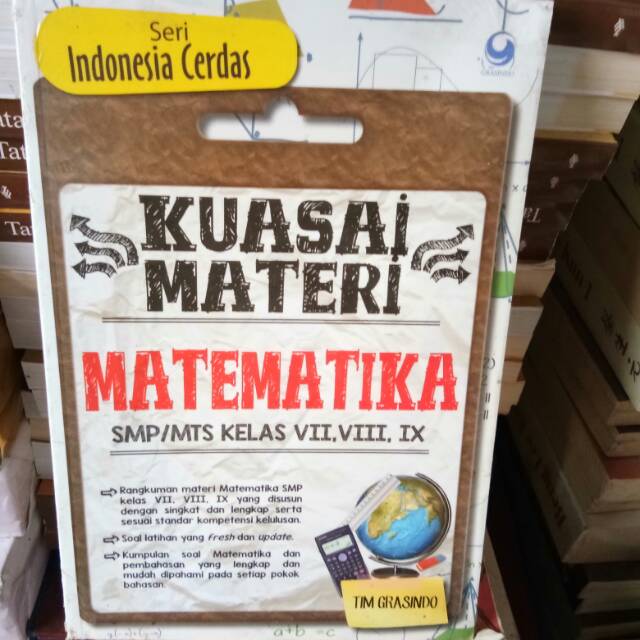 Seri
Indonesia Cerdas
GRASINDO
KUASAI
MATERI
MATEMATIKA
SMP/MTS KELAS VII,VIII, IX
Rangkuman materi Matematika SMP
kelas VII, VIII, IX yang disusun
dengan singkat dan lengkap serta
sesuai standar kompetensi kelulusan.
Soal latihan yang fresh dan update.
Kumpulan soal Matematika dan
pembahasan yang lengkap dan
mudah dipahami pada setiap pokok
bahasan.
TIM GRASINDO
a+b =c